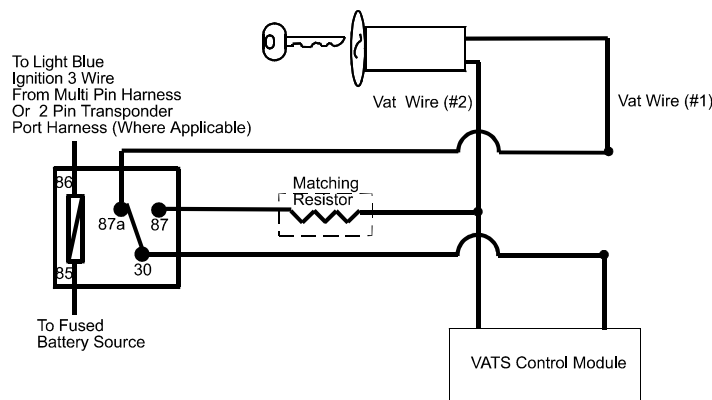 To Light Blue
Ignition 3 Wire
From Multi Pin Harness
Or 2 Pin Transponder
Port Harness (Where Applicable)
Vat Wire (#2)
Vat Wire (#1)
86
87a
87
30
85
Matching
Resistor
To Fused
Battery Source
VATS Control Module